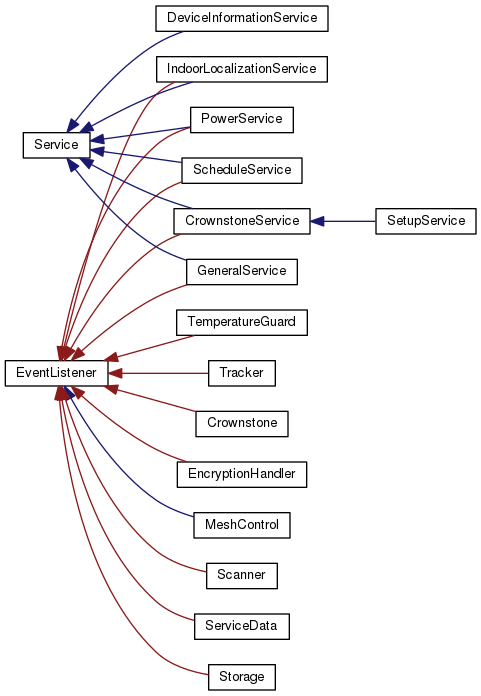 DeviceInformationService
IndoorLocalizationService
PowerService
Service
ScheduleService
CrownstoneService
SetupService
GeneralService
TemperatureGuard
EventListener
Tracker
Crownstone
EncryptionHandler
MeshControl
Scanner
ServiceData
Storage